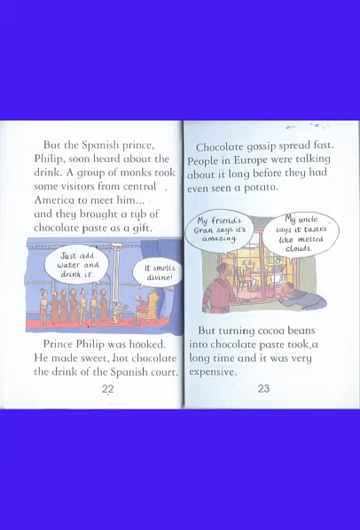 But the Spanish prince,
Philip, soon heard about the
drink. A group of monks took
some visitors from central
America to meet him...
and they brought a tub of
chocolate paste as a gift.
Just add
water and
drink it.
It smells
divine!
Prince Philip was hooked.
He made sweet, hot chocolate
the drink of the Spanish court.
22
Chocolate gossip spread fast.
People in Europe were talking
about it long before they had
even seen a potato.
My friend's
Gran says it's
amazing.
My uncle
says it tastes
like melted
clouds.
But turning cocoa beans
into chocolate paste took a
long time and it was very
expensive.
23